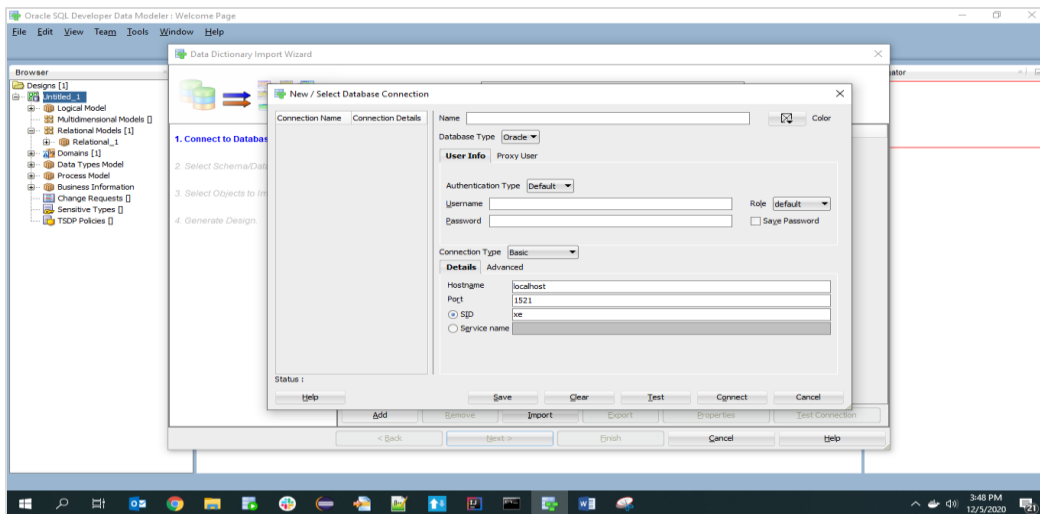 Oracle SQL Developer Data Modeler : Welcome Page
File Edit View Team Tools Window Help
Data Dictionary Import Wizard
Browser
Designs [1]
Untitled_1
Logical Model
Multidimensional Models []
Relational Models [1]
Relational_1
Domains [1]
Data Types Model
Process Model
Business Information
Change Requests []
Sensitive Types []
TSDP Policies []
1. Connect to Databas
2. Select Schema/Dat
3. Select Objects to Im
4. Generate Design.
New / Select Database Connection
Connection Name Connection Details
Name Color
Database Type Oracle
User Info Proxy User
Authentication Type Default
Username Role default
Password Save Password
Connection Type Basic
Details Advanced
Hostname localhost
Port 1521
SID xe
Service name
Status :
Help Save Clear Test Connect Cancel
Add Remove Import Export Properties Test Connection
< Back Next > Finish Cancel Help
3:48 PM
12/5/2020